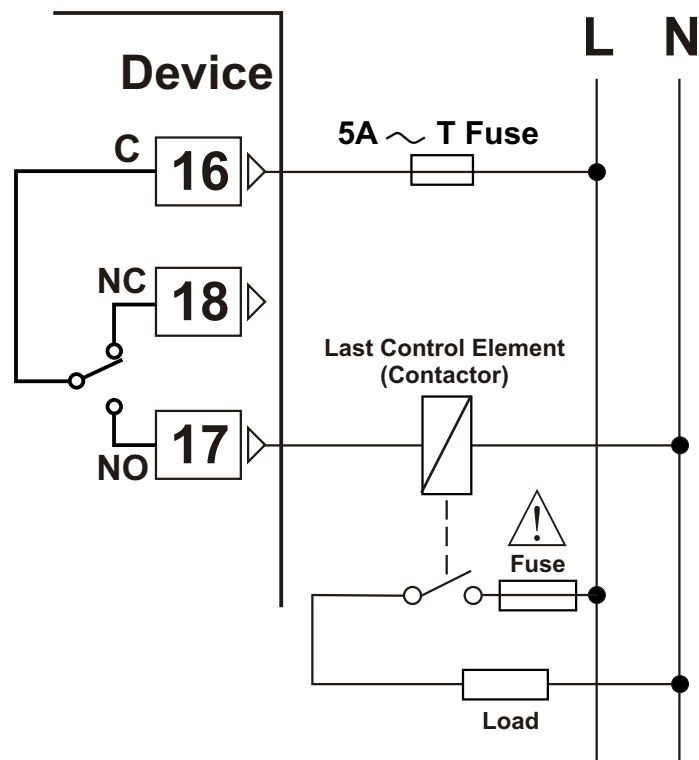 L N
Device
5A ~ T Fuse
C
16
NC
18
Last Control Element
(Contactor)
17
NO
!
Fuse
Load